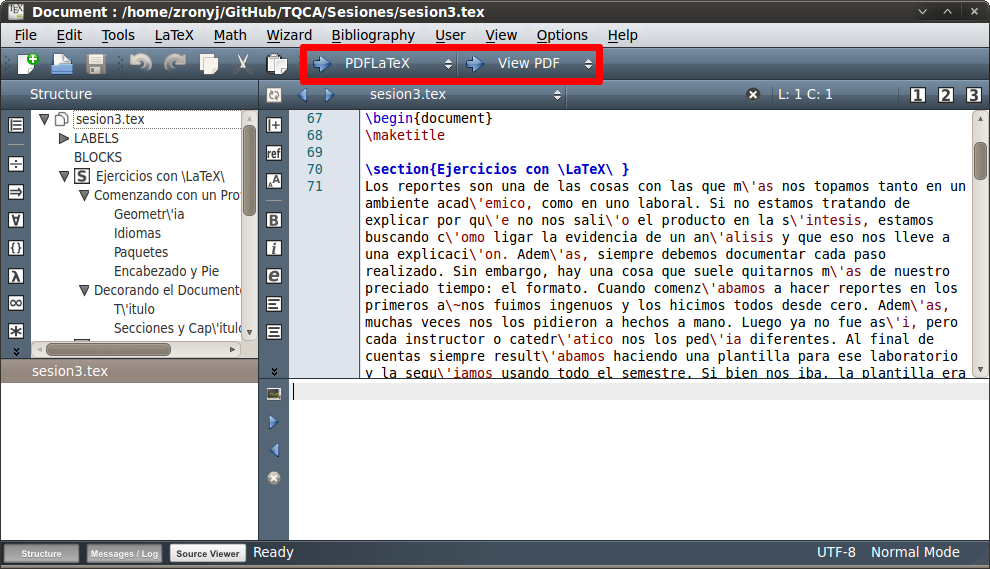 Document : /home/zronyj/GitHub/TQCA/Sesiones/sesion3.tex
File Edit Tools LaTeX Math Wizard Bibliography User View Options Help
PDFLaTeX View PDF
Structure
sesion3.tex
L: 1 C: 1
1 2 3
sesion3.tex
LABELS
BLOCKS
S Ejercicios con \LaTeX\
Comenzando con un Pro
Geometr\'ia
Idiomas
Paquetes
Encabezado y Pie
Decorando el Document
T\'itulo
Secciones y Cap\'itulo
ref
67 \begin{document}
68 \maketitle
69
70 \section{Ejercicios con \LaTeX\ }
71 Los reportes son una de las cosas con las que m\'as nos topamos tanto en un
ambiente acad\'emico, como en uno laboral. Si no estamos tratando de
explicar por qu\'e no nos sali\'o el producto en la s\'intesis, estamos
buscando c\'omo ligar la evidencia de un an\'alisis y que eso nos lleve a
una explicaci\'on. Adem\'as, siempre debemos documentar cada paso
realizado. Sin embargo, hay una cosa que suele quitarnos m\'as de nuestro
preciado tiempo: el formato. Cuando comenz\'abamos a hacer reportes en los
primeros a\~nos fuimos ingenuos y los hicimos todos desde cero. Adem\'as,
muchas veces nos los pidieron a hechos a mano. Luego ya no fue as\'i, pero
cada instructor o catedr\'atico nos los ped\'ia diferentes. Al final de
cuentas siempre result\'abamos haciendo una plantilla para ese laboratorio
y la segu\'iamos usando todo el semestre. Si bien nos iba, la plantilla era
sesion3.tex
Structure Messages / Log Source Viewer Ready UTF-8 Normal Mode